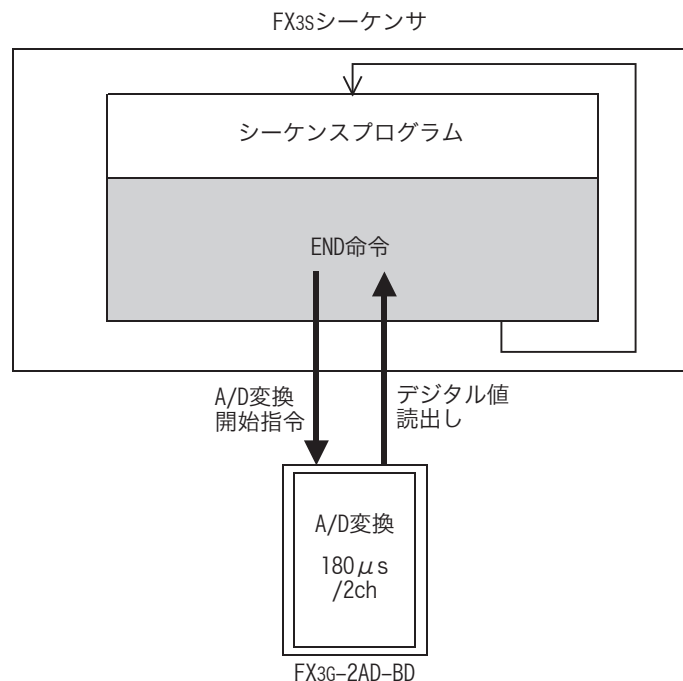 FX3Sシーケンサ
シーケンスプログラム
END命令
A/D変換
開始指令
デジタル値
読出し
A/D変換
180μs
/2ch
FX3G-2AD-BD